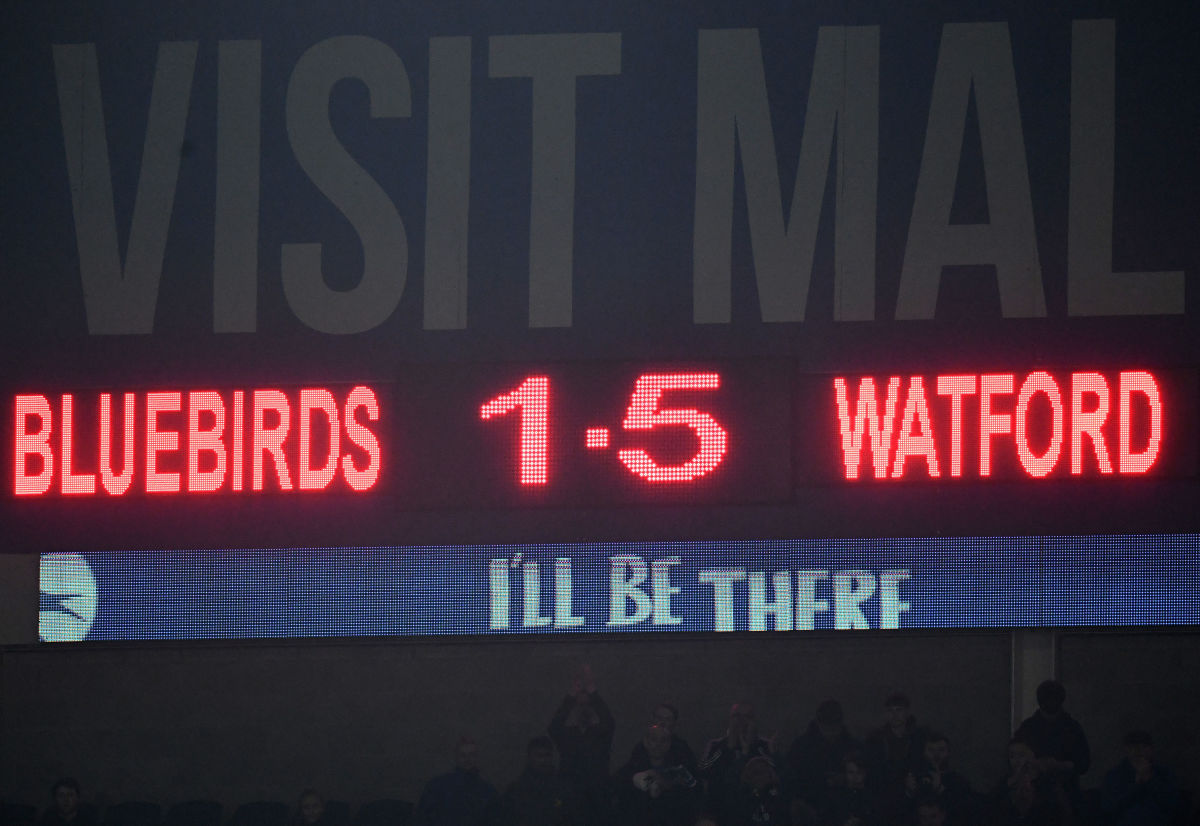 VISIT MAL
BLUEBIRDS 1-5 WATFORD
I'LL BE THERE